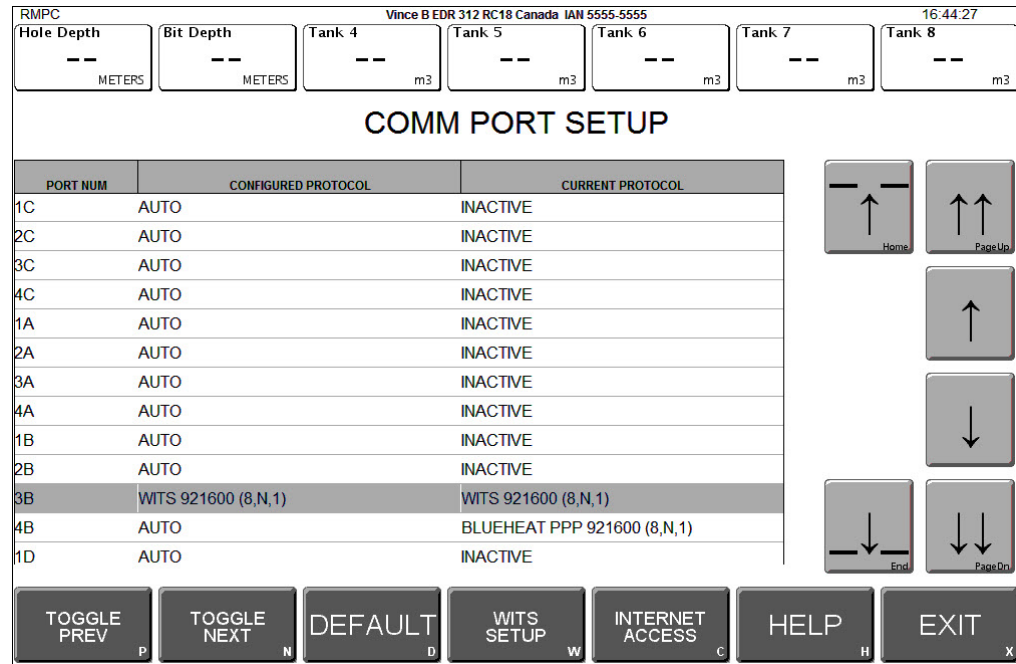 RMPC Vince B EDR 312 RC18 Canada IAN 5555-5555 16:44:27
Hole Depth Bit Depth Tank 4 Tank 5 Tank 6 Tank 7 Tank 8
-- -- -- -- -- -- --
METERS METERS m3 m3 m3 m3 m3
COMM PORT SETUP
PORT NUM CONFIGURED PROTOCOL CURRENT PROTOCOL
1C AUTO INACTIVE
2C AUTO INACTIVE
3C AUTO INACTIVE
4C AUTO INACTIVE
1A AUTO INACTIVE
2A AUTO INACTIVE
3A AUTO INACTIVE
4A AUTO INACTIVE
1B AUTO INACTIVE
2B AUTO INACTIVE
3B WITS 921600 (8,N,1) WITS 921600 (8,N,1)
4B AUTO BLUEHEAT PPP 921600 (8,N,1)
1D AUTO INACTIVE
Home PageUp
End PageDn
TOGGLE PREV P
TOGGLE NEXT N
DEFAULT D
WITS SETUP W
INTERNET ACCESS C
HELP H
EXIT X